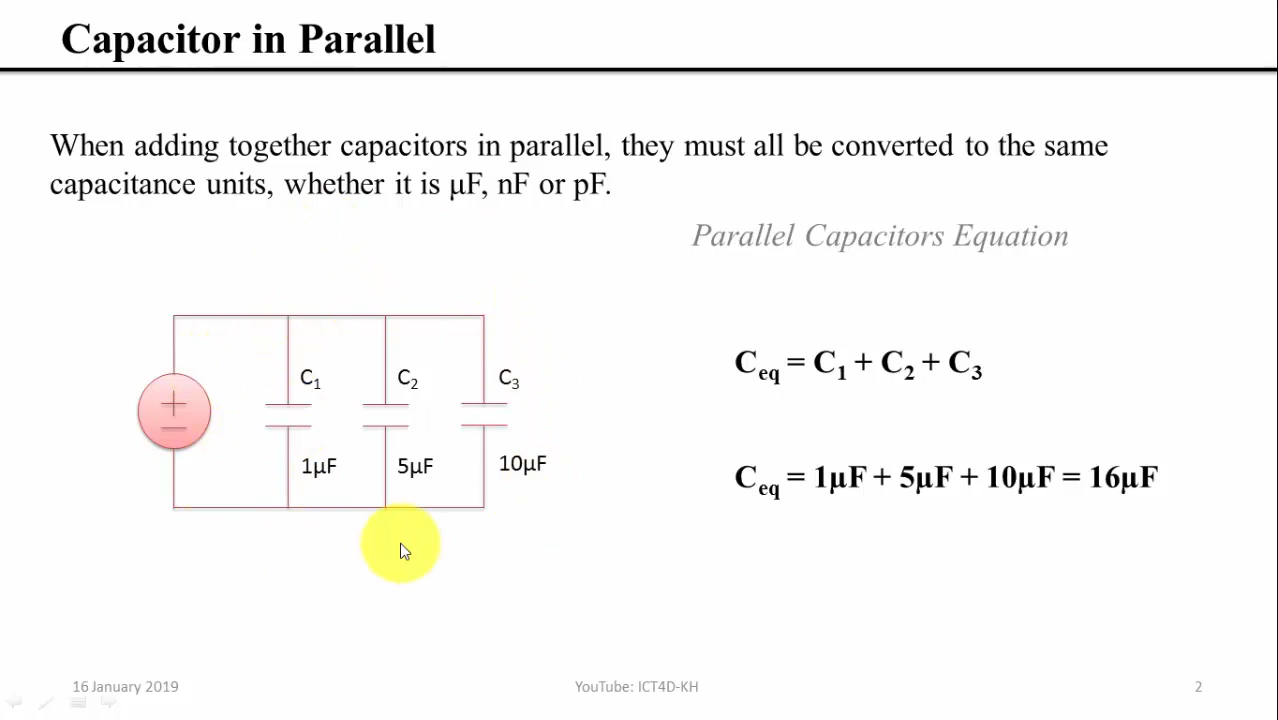 Capacitor in Parallel
When adding together capacitors in parallel, they must all be converted to the same
capacitance units, whether it is μF, nF or pF.
Parallel Capacitors Equation
Ceq = C1 + C2 + C3
C1
C2
C3
+
1μF
5μF
10μF
Ceq = 1μF + 5μF + 10μF = 16μF
16 January 2019
YouTube: ICT4D-KH
2